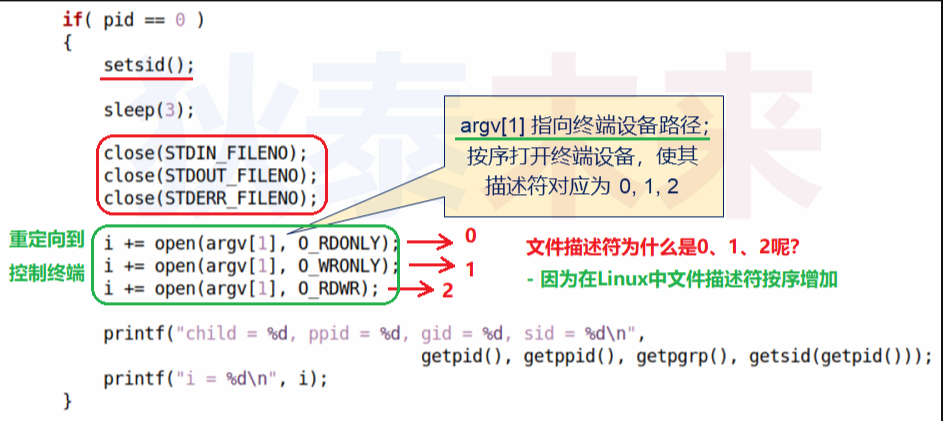 if( pid == 0 )
{
setsid();
sleep(3);
close(STDIN_FILENO);
close(STDOUT_FILENO);
close(STDERR_FILENO);
argv[1] 指向终端设备路径;
按序打开终端设备，使其
描述符对应为 0, 1, 2
重定向到
控制终端
i += open(argv[1], O_RDONLY);
0
i += open(argv[1], O_WRONLY);
1
i += open(argv[1], O_RDWR);
2
文件描述符为什么是0、1、2呢?
- 因为在Linux中文件描述符按序增加
printf("child = %d, ppid = %d, gid = %d, sid = %d\n",
getpid(), getppid(), getpgrp(), getsid(getpid()));
printf("i = %d\n", i);
}
狄泰未来